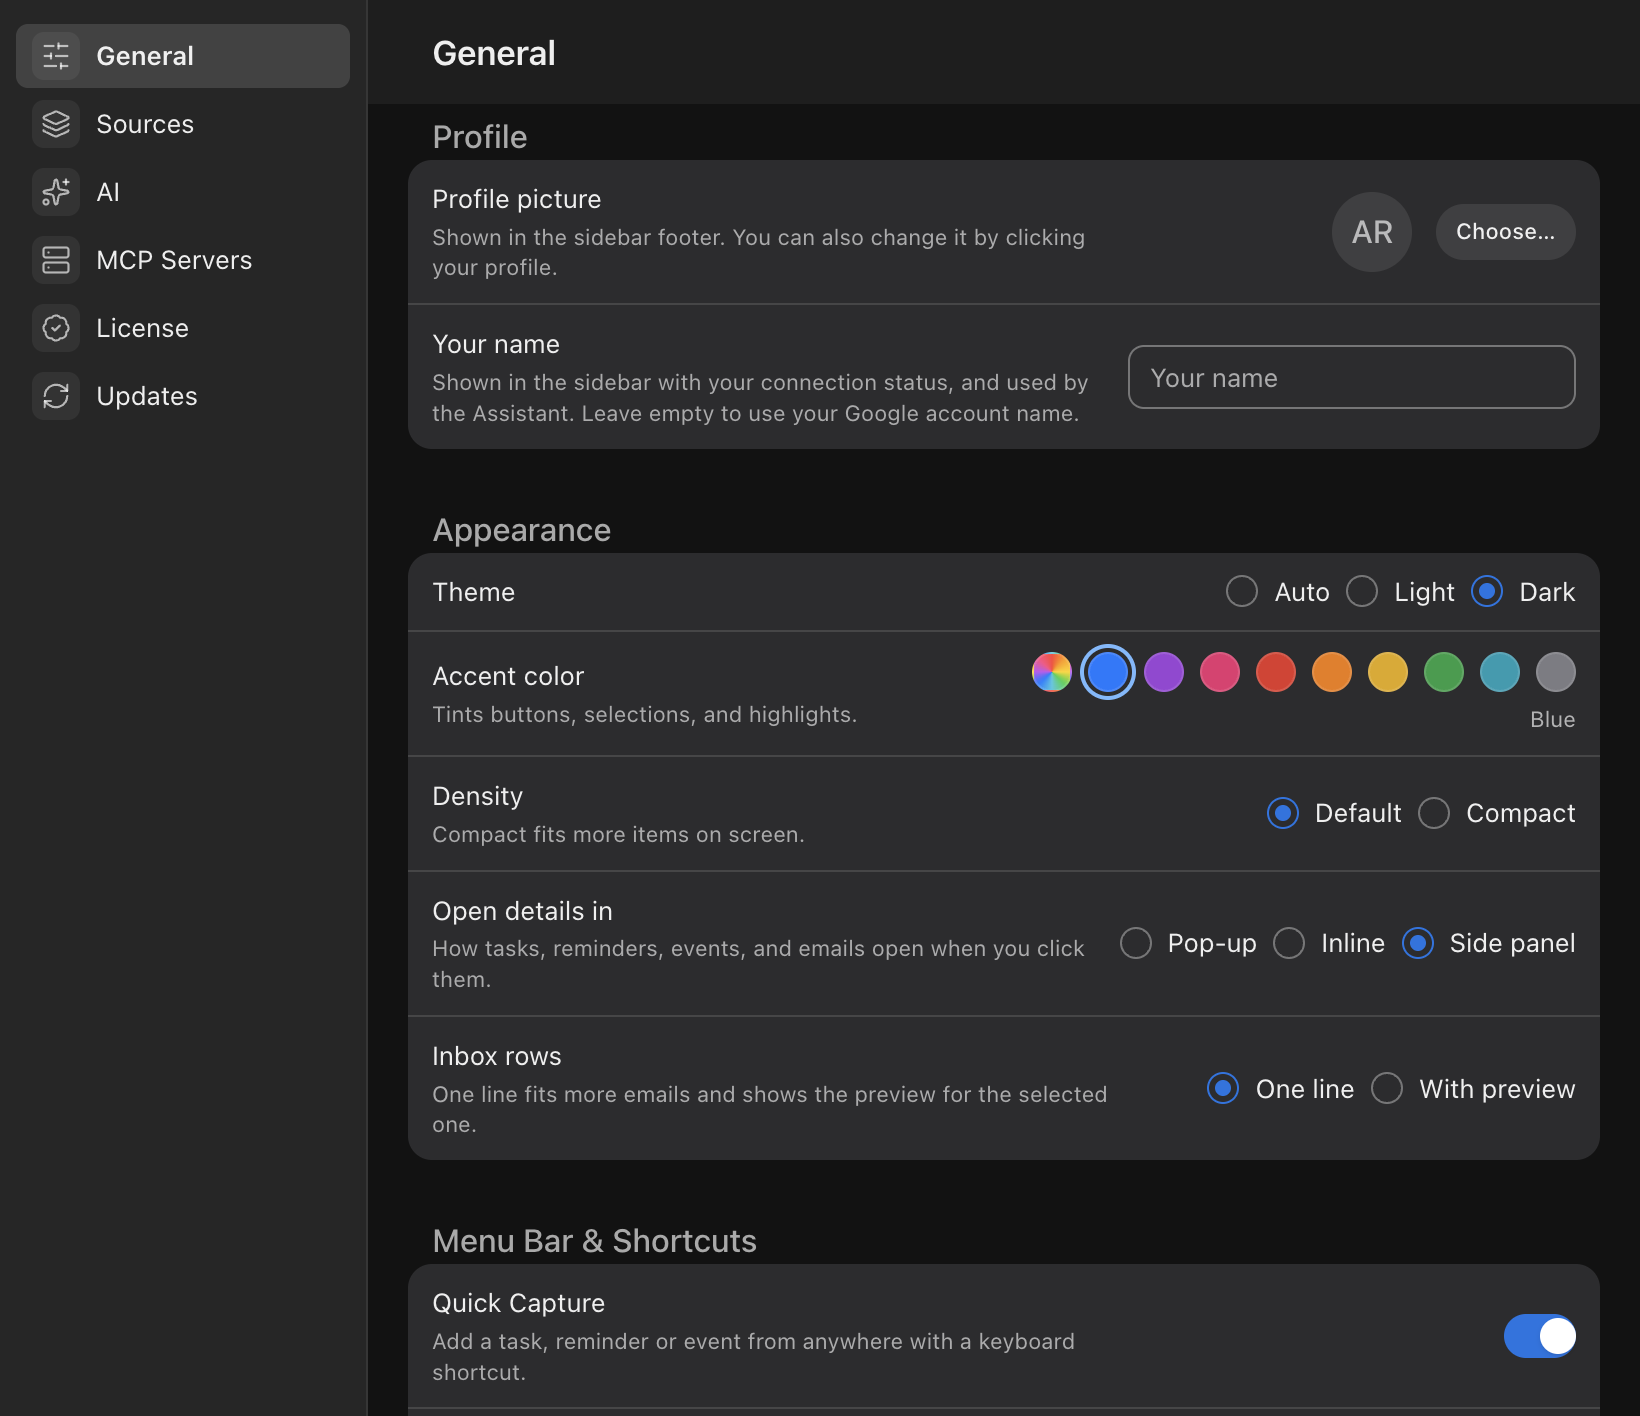 General
Sources
AI
MCP Servers
License
Updates
General
Profile
Profile picture
Shown in the sidebar footer. You can also change it by clicking
your profile.
AR
Choose...
Your name
Shown in the sidebar with your connection status, and used by
the Assistant. Leave empty to use your Google account name.
Your name
Appearance
Theme
Auto Light Dark
Accent color
Tints buttons, selections, and highlights.
Blue
Density
Compact fits more items on screen.
Default Compact
Open details in
How tasks, reminders, events, and emails open when you click
them.
Pop-up Inline Side panel
Inbox rows
One line fits more emails and shows the preview for the selected
one.
One line With preview
Menu Bar & Shortcuts
Quick Capture
Add a task, reminder or event from anywhere with a keyboard
shortcut.